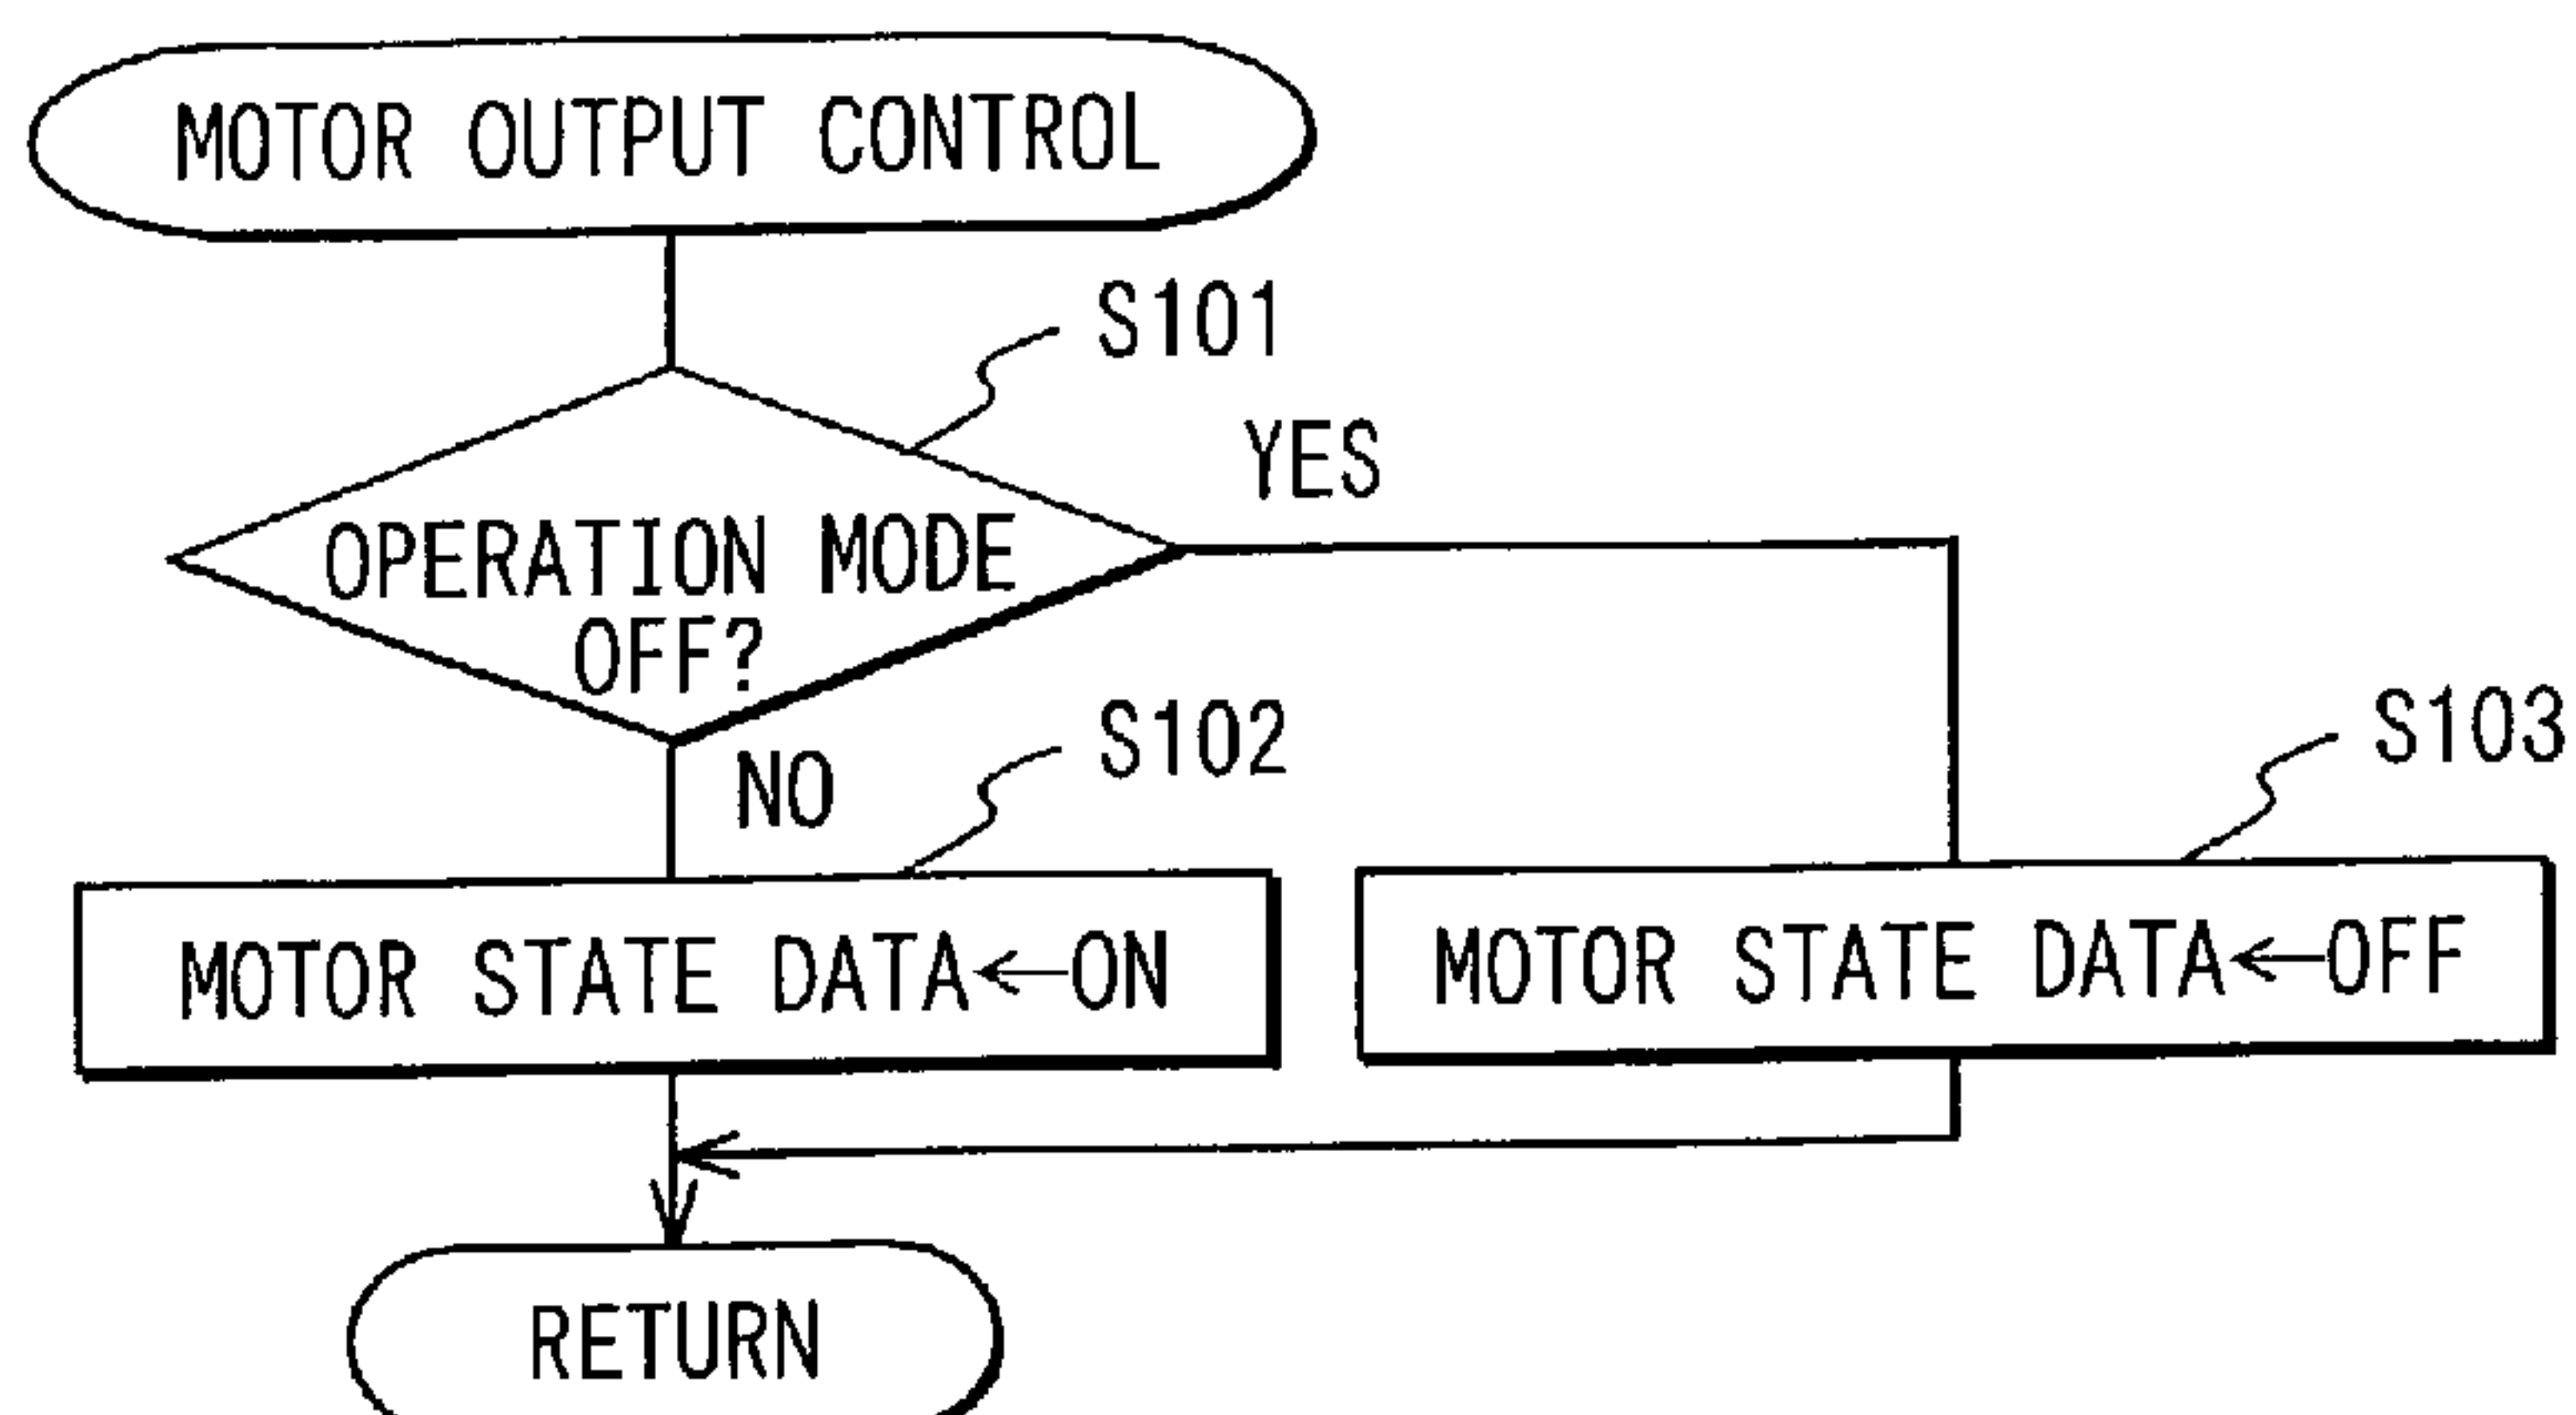 MOTOR OUTPUT CONTROL
S101
YES
OPERATION MODE
OFF?
NO
S102
S103
MOTOR STATE DATA←ON
MOTOR STATE DATA←OFF
RETURN